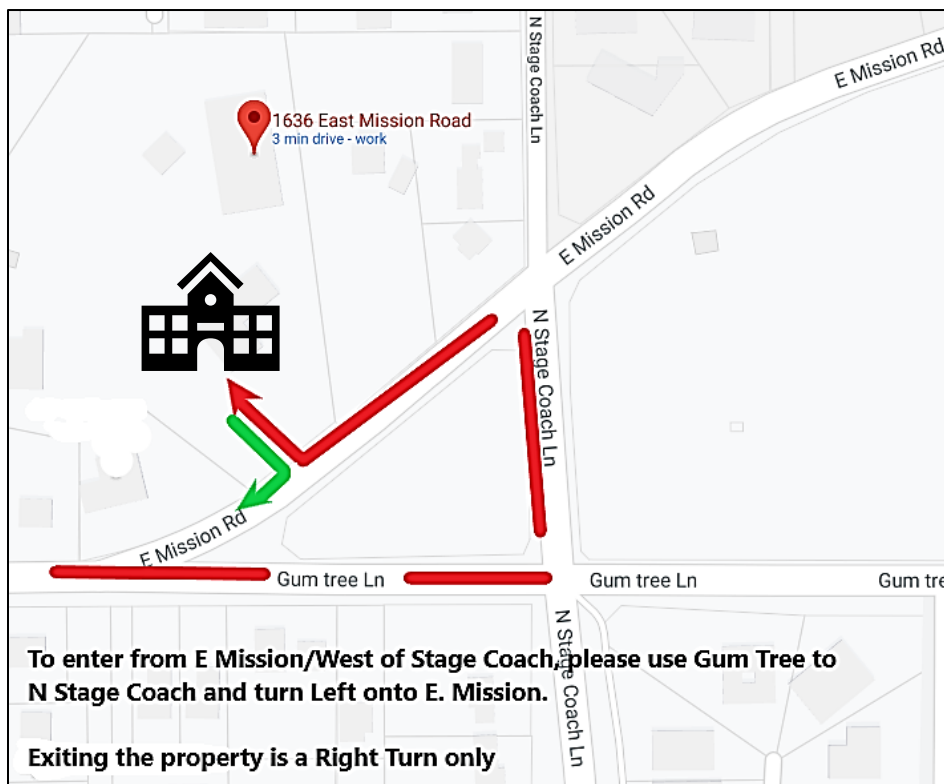 N Stage Coach Ln
E Mission Rd
1636 East Mission Road
3 min drive - work
E Mission Rd
N Stage Coach Ln
E Mission Rd
Gum tree Ln
Gum tree Ln
Gum tre
N Stage Coach Ln
To enter from E Mission/West of Stage Coach, please use Gum Tree to
N Stage Coach and turn Left onto E. Mission.
Exiting the property is a Right Turn only